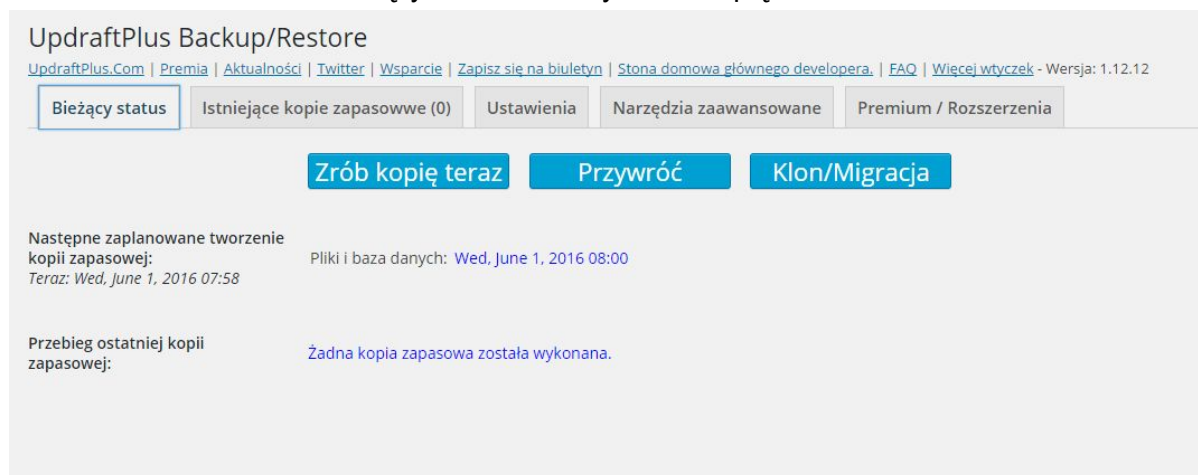 UpdraftPlus Backup/Restore
UpdraftPlus.Com | Premia | Aktualności | Twitter | Wsparcie | Zapisz się na biuletyn | Stona domowa głównego developera. | FAQ | Więcej wtyczek - Wersja: 1.12.12
Bieżący status Istniejące kopie zapasowwe (0) Ustawienia Narzędzia zaawansowane Premium / Rozszerzenia
Zrób kopię teraz Przywróć Klon/Migracja
Następne zaplanowane tworzenie
kopii zapasowej:
Pliki i baza danych: Wed, June 1, 2016 08:00
Teraz: Wed, June 1, 2016 07:58
Przebieg ostatniej kopii
zapasowej:
Żadna kopia zapasowa została wykonana.